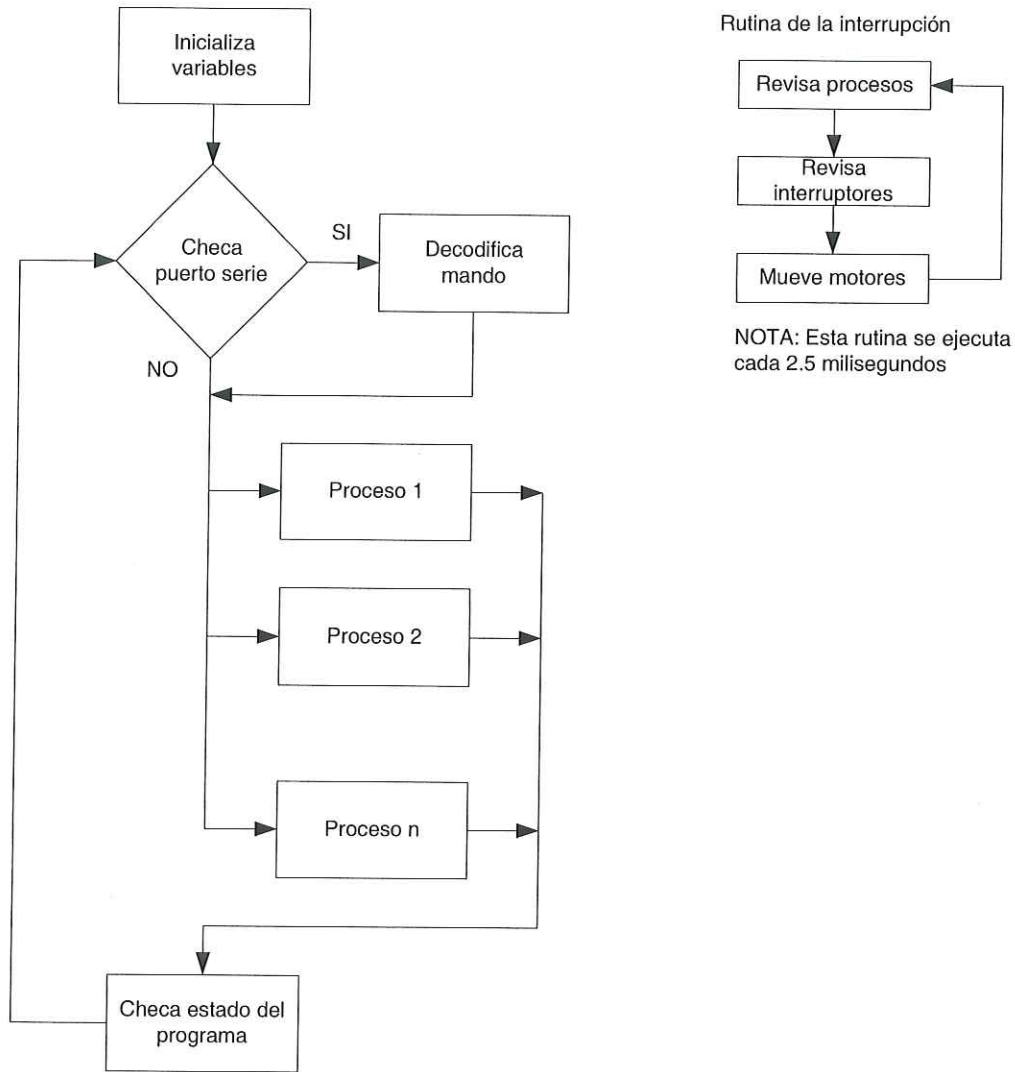 Inicializa
variables
Checa
puerto serie
SI
Decodifica
mando
NO
Proceso 1
Proceso 2
Proceso n
Checa estado del
programa
Rutina de la interrupción
Revisa procesos
Revisa
interruptores
Mueve motores
NOTA: Esta rutina se ejecuta
cada 2.5 milisegundos